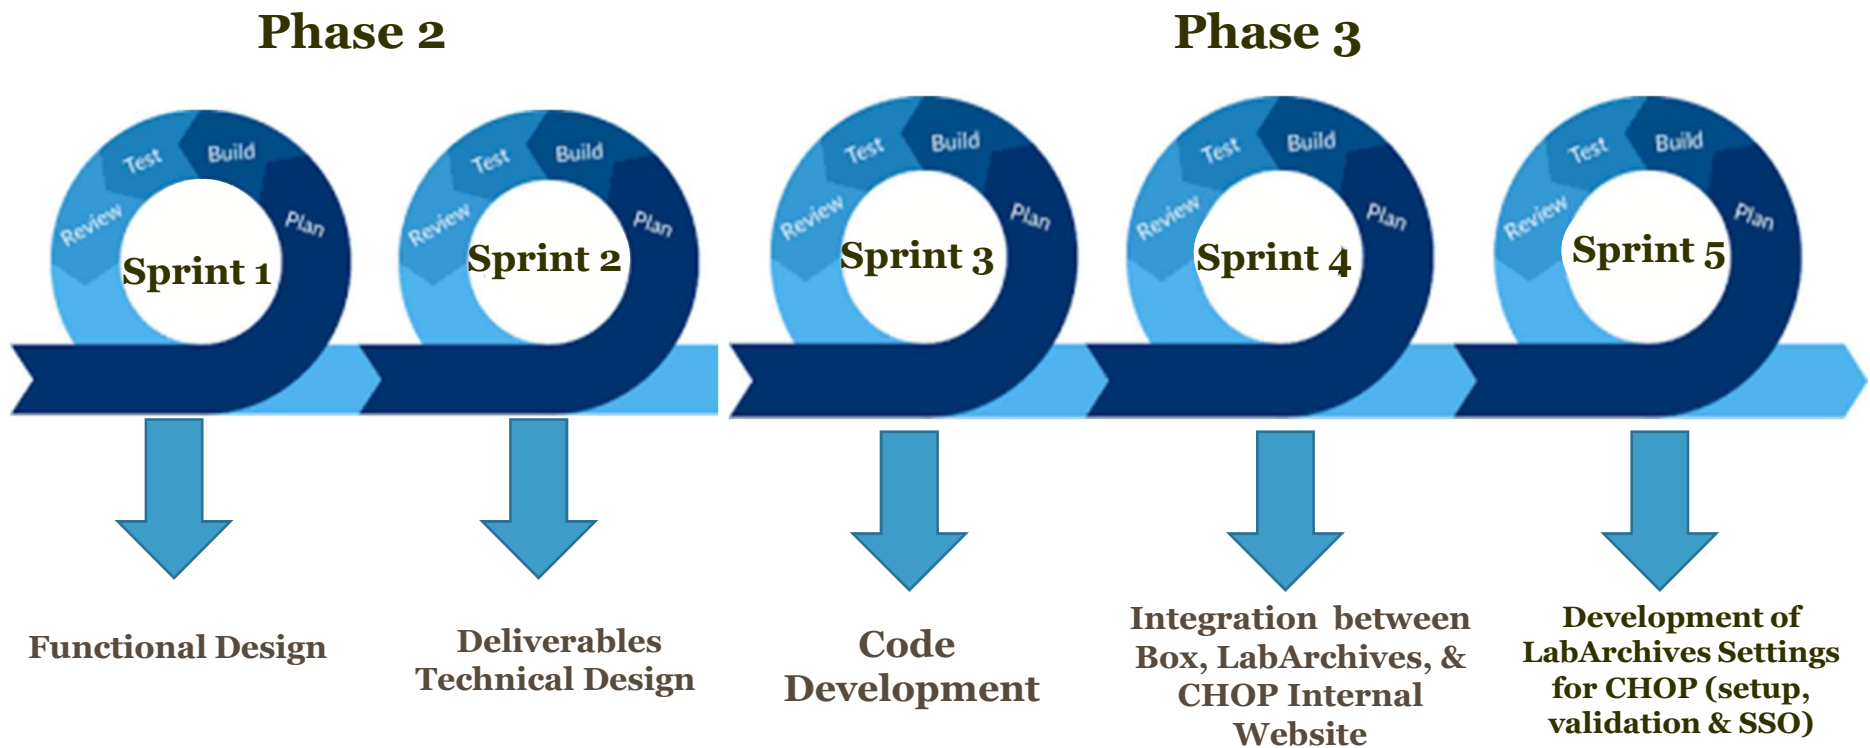 Phase 2
Phase 3
Test
Build
Review
Plan
Sprint 1
Test
Build
Review
Plan
Sprint 2
Test
Build
Review
Plan
Sprint 3
Test
Build
Review
Plan
Sprint 4
Test
Build
Review
Plan
Sprint 5
Functional Design
Deliverables
Technical Design
Code
Development
Integration between
Box, LabArchives, &
CHOP Internal
Website
Development of
LabArchives Settings
for CHOP (setup,
validation & SSO)